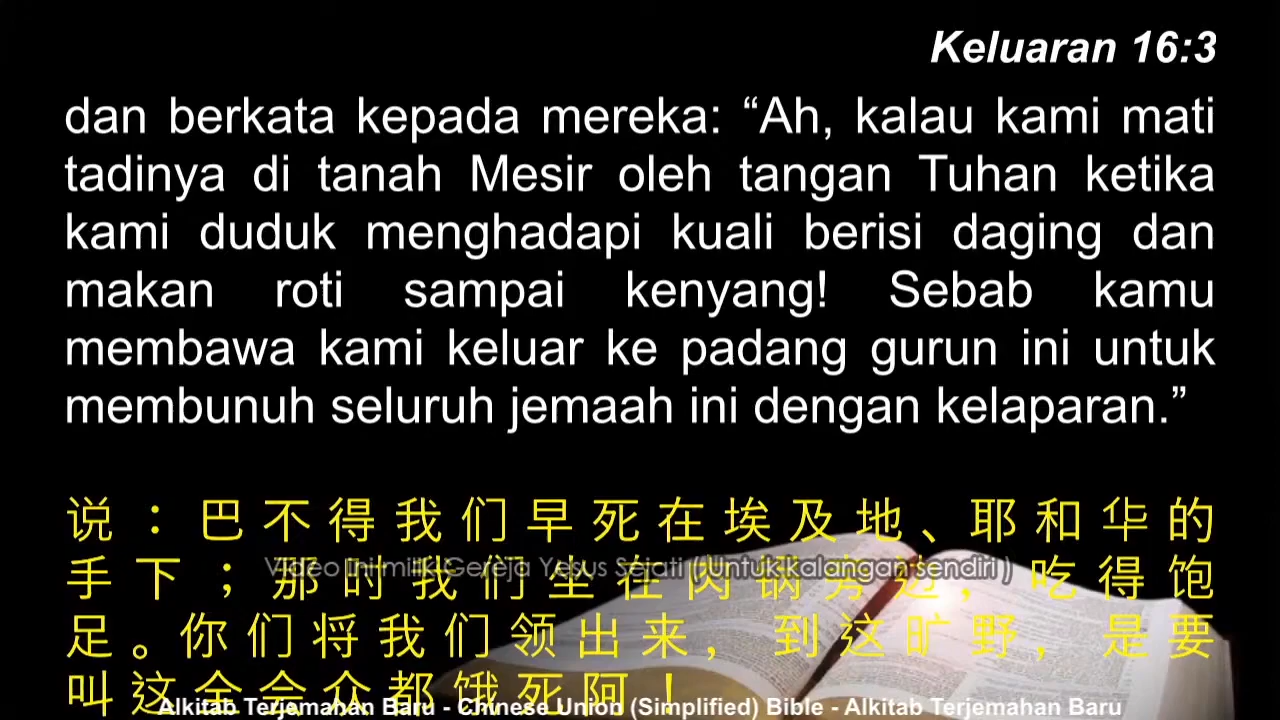 Keluaran 16:3
dan berkata kepada mereka: “Ah, kalau kami mati
tadinya di tanah Mesir oleh tangan Tuhan ketika
kami duduk menghadapi kuali berisi daging dan
makan roti sampai kenyang! Sebab kamu
membawa kami keluar ke padang gurun ini untuk
membunuh seluruh jemaah ini dengan kelaparan.”
说：巴不得我们早死在埃及地、耶和华的
手下；那时我们坐在肉锅旁边，吃得饱
Video ini milik Gereja Yesus Sejati ( Untuk kalangan sendiri )
足。你们将我们领出来，到这旷野，是要
叫这全会众都饿死阿！
Alkitab Terjemahan Baru - Chinese Union (Simplified) Bible - Alkitab Terjemahan Baru